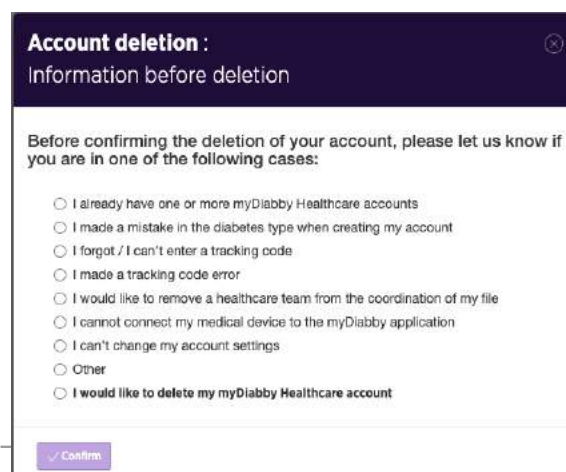 Account deletion :
Information before deletion
Before confirming the deletion of your account, please let us know if
you are in one of the following cases:
I already have one or more myDiabby Healthcare accounts
I made a mistake in the diabetes type when creating my account
I forgot / I can't enter a tracking code
I made a tracking code error
I would like to remove a healthcare team from the coordination of my file
I cannot connect my medical device to the myDiabby application
I can't change my account settings
Other
I would like to delete my myDiabby Healthcare account
Confirm